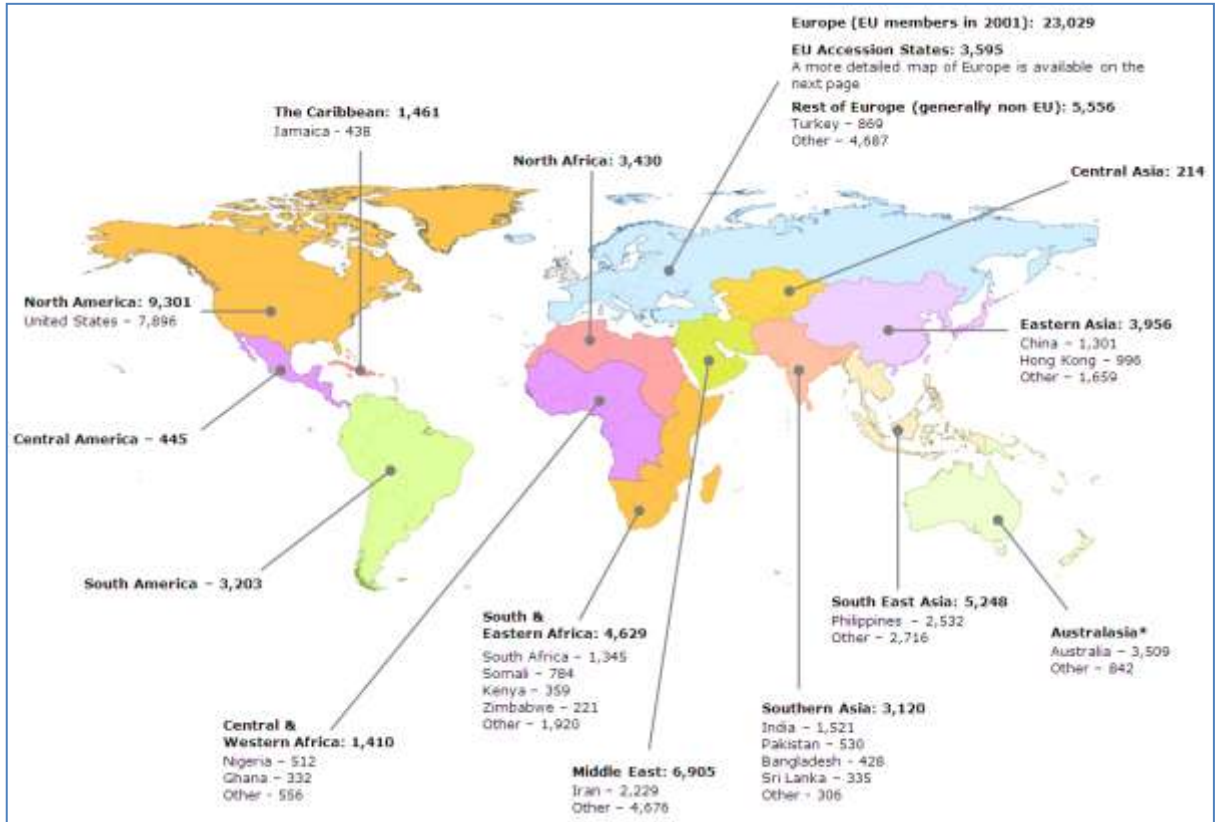 Europe (EU members in 2001): 23,029
EU Accession States: 3,595
A more detailed map of Europe is available on the
next page
Rest of Europe (generally non EU): 5,556
Turkey – 869
Other – 4,687
The Caribbean: 1,461
Jamaica - 438
North Africa: 3,430
Central Asia: 214
North America: 9,301
United States – 7,896
Eastern Asia: 3,956
China – 1,301
Hong Kong – 996
Other – 1,659
Central America – 445
South America – 3,203
South &
Eastern Africa: 4,629
South Africa – 1,345
Somali – 784
Kenya – 359
Zimbabwe – 221
Other – 1,920
South East Asia: 5,248
Philippines – 2,532
Other – 2,716
Australasia*
Australia – 3,509
Other – 842
Central &
Western Africa: 1,410
Nigeria – 512
Ghana – 332
Other - 556
Middle East: 6,905
Iran – 2,229
Other – 4,676
Southern Asia: 3,120
India – 1,521
Pakistan – 530
Bangladesh - 428
Sri Lanka – 335
Other - 306